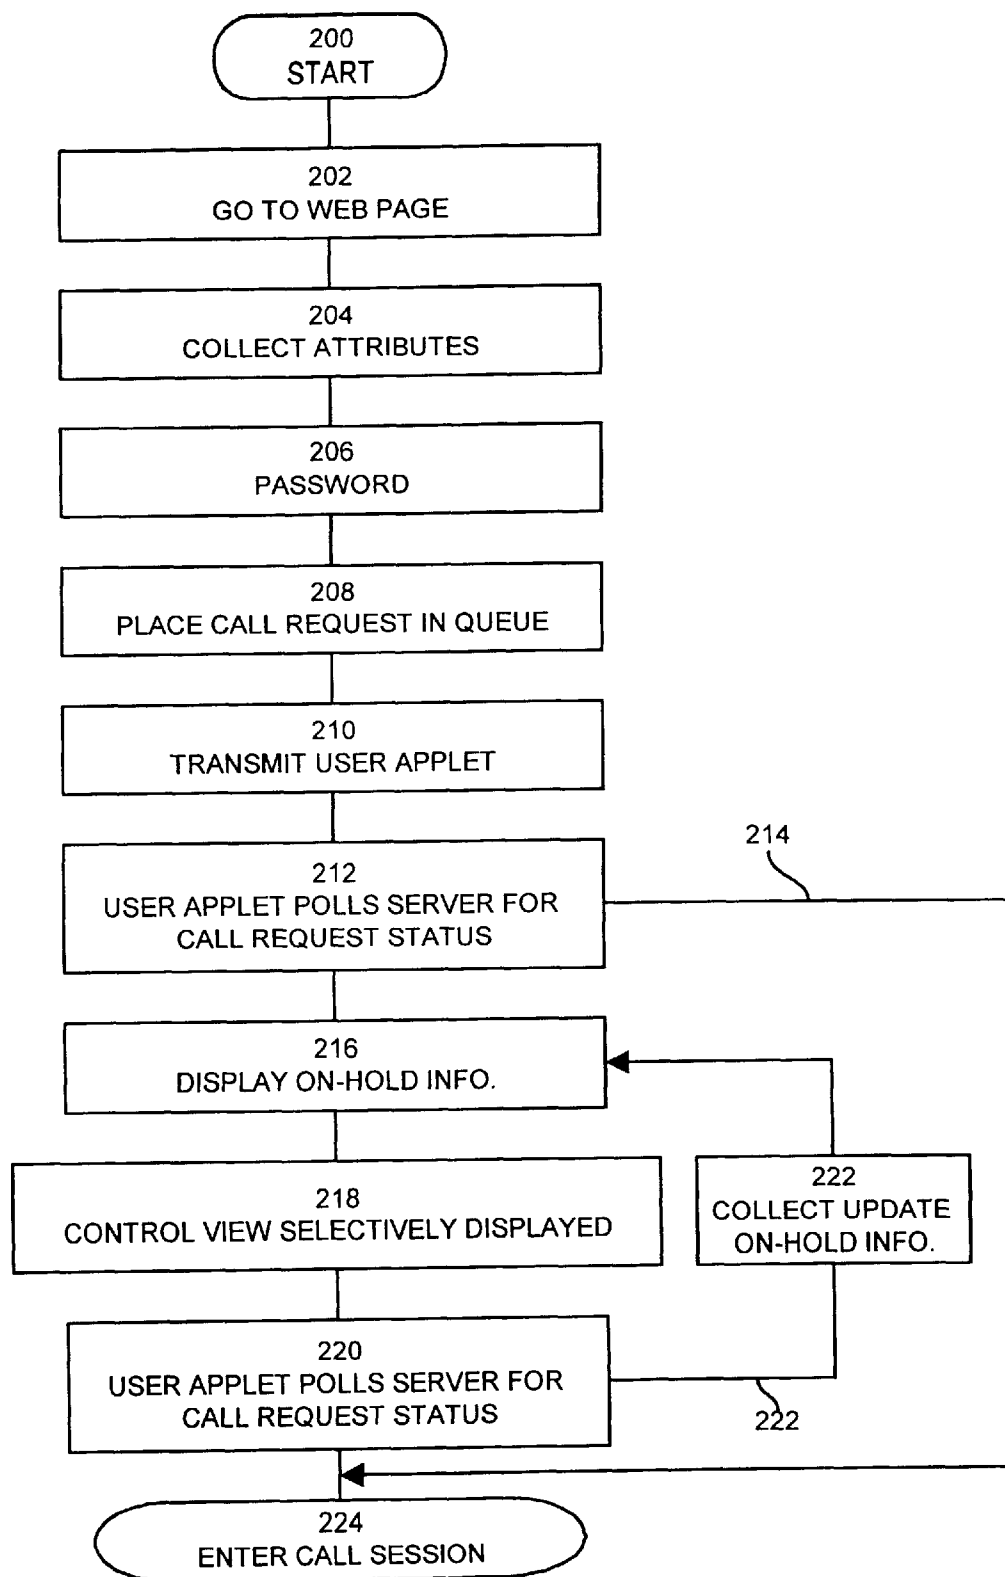 200
START
202
GO TO WEB PAGE
204
COLLECT ATTRIBUTES
206
PASSWORD
208
PLACE CALL REQUEST IN QUEUE
210
TRANSMIT USER APPLET
212
USER APPLET POLLS SERVER FOR
CALL REQUEST STATUS
214
216
DISPLAY ON-HOLD INFO.
218
CONTROL VIEW SELECTIVELY DISPLAYED
222
COLLECT UPDATE
ON-HOLD INFO.
220
USER APPLET POLLS SERVER FOR
CALL REQUEST STATUS
222
224
ENTER CALL SESSION